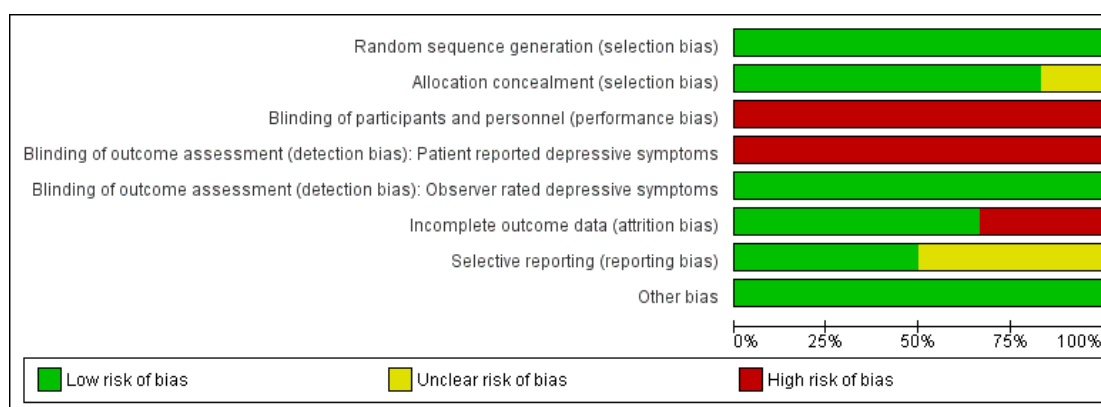 Random sequence generation (selection bias)
Allocation concealment (selection bias)
Blinding of participants and personnel (performance bias)
Blinding of outcome assessment (detection bias): Patient reported depressive symptoms
Blinding of outcome assessment (detection bias): Observer rated depressive symptoms
Incomplete outcome data (attrition bias)
Selective reporting (reporting bias)
Other bias
0% 25% 50% 75% 100%
Low risk of bias Unclear risk of bias High risk of bias